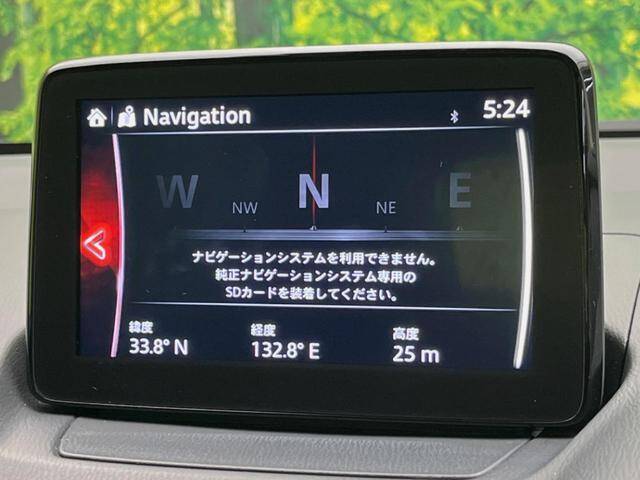 Navigation 5:24
W NW N NE E
ナビゲーションシステムを利用できません。
純正ナビゲーションシステム専用の
SDカードを装着してください。
緯度 経度 高度
33.8° N 132.8° E 25 m